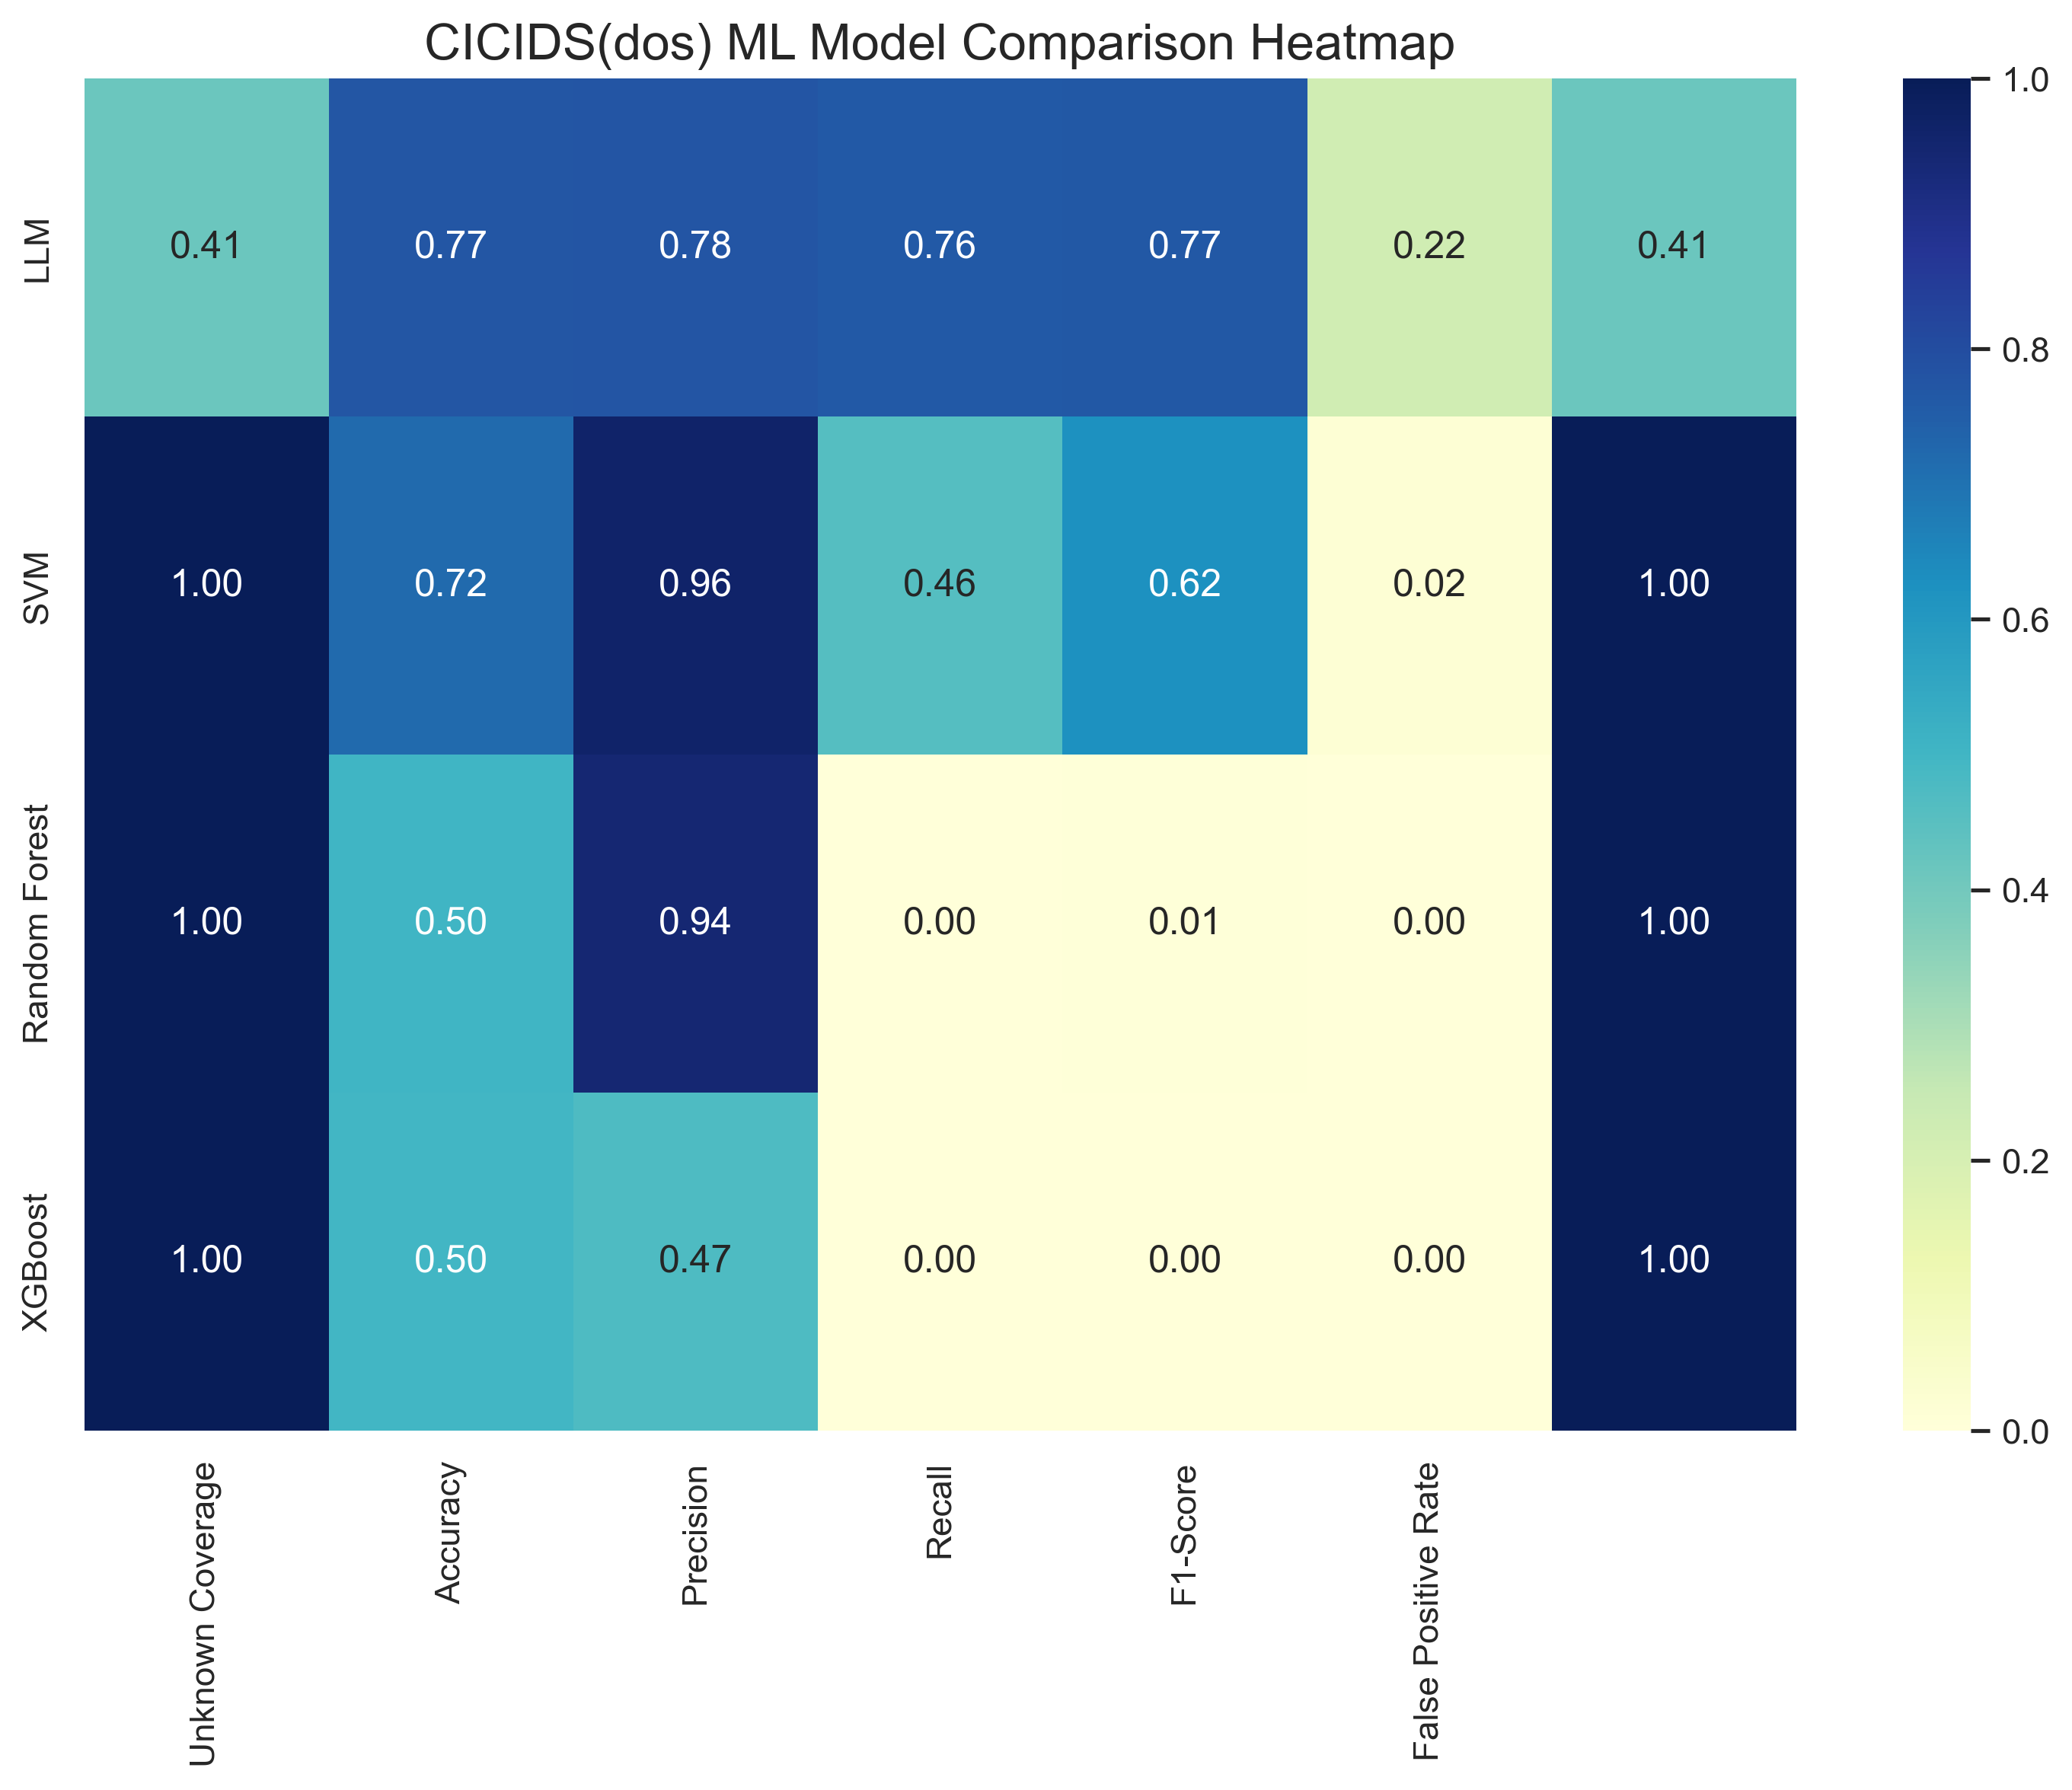 CICIDS(dos) ML Model Comparison Heatmap
LLM
0.41 0.77 0.78 0.76 0.77 0.22 0.41
SVM
1.00 0.72 0.96 0.46 0.62 0.02 1.00
Random Forest
1.00 0.50 0.94 0.00 0.01 0.00 1.00
XGBoost
1.00 0.50 0.47 0.00 0.00 0.00 1.00
Unknown Coverage
Accuracy
Precision
Recall
F1-Score
False Positive Rate
1.0
0.8
0.6
0.4
0.2
0.0